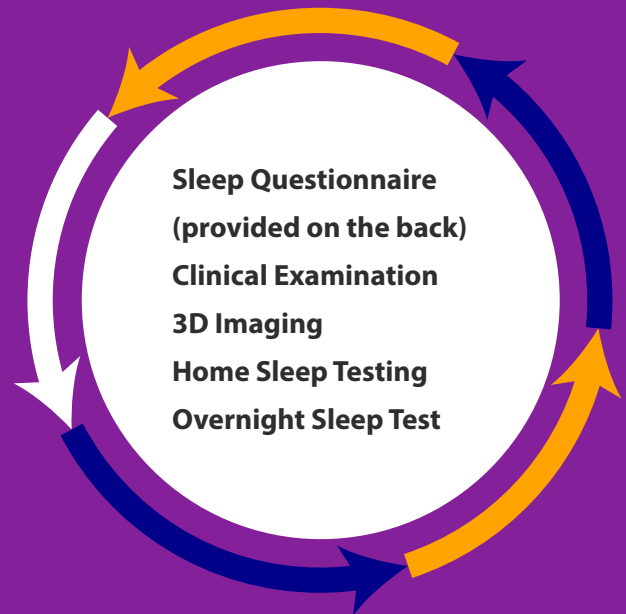 Sleep Questionnaire
(provided on the back)
Clinical Examination
3D Imaging
Home Sleep Testing
Overnight Sleep Test